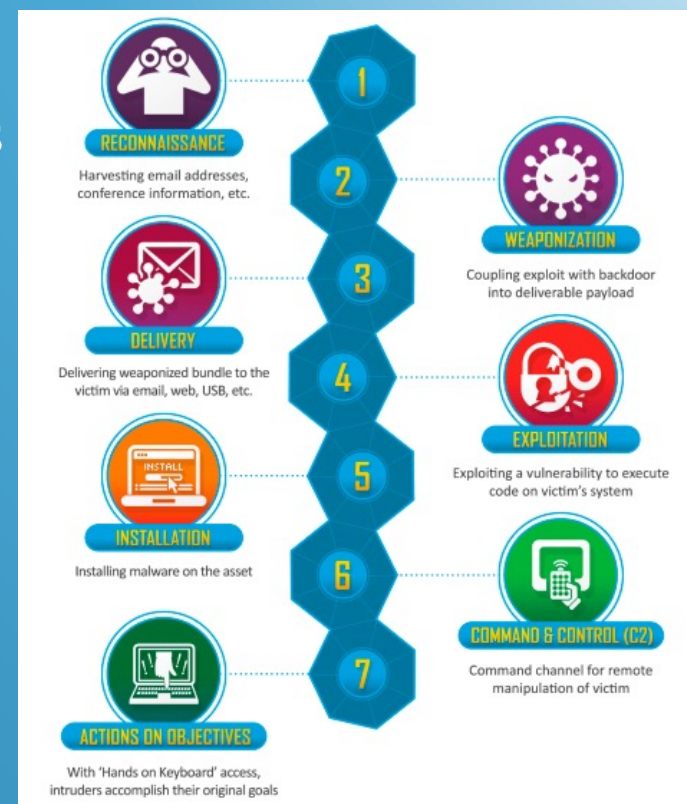 1
RECONNAISSANCE
Harvesting email addresses,
conference information, etc.
2
WEAPONIZATION
Coupling exploit with backdoor
into deliverable payload
3
DELIVERY
Delivering weaponized bundle to the
victim via email, web, USB, etc.
4
EXPLOITATION
Exploiting a vulnerability to execute
code on victim's system
5
INSTALL
INSTALLATION
Installing malware on the asset
6
COMMAND & CONTROL (C2)
Command channel for remote
manipulation of victim
7
ACTIONS ON OBJECTIVES
With 'Hands on Keyboard' access,
intruders accomplish their original goals